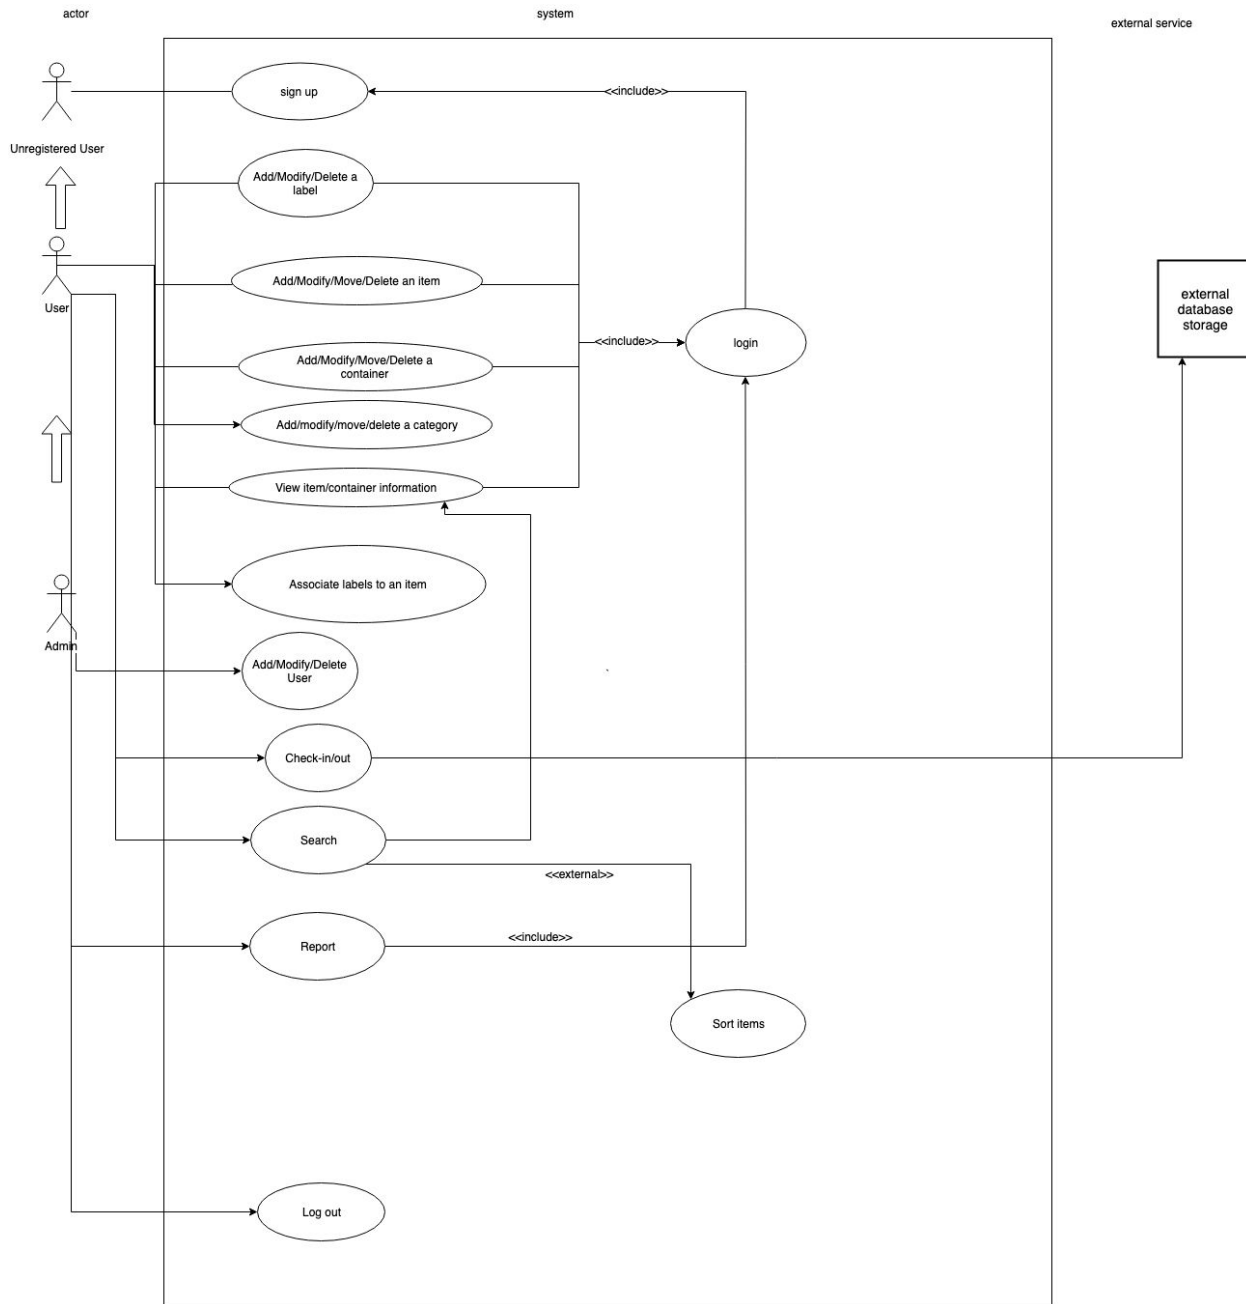 actor
system
external service
sign up
<<include>>
Unregistered User
Add/Modify/Delete a
label
User
Add/Modify/Move/Delete an item
external
database
storage
<<include>>
login
Add/Modify/Move/Delete a
container
Add/modify/move/delete a category
View item/container information
Associate labels to an item
Admin
Add/Modify/Delete
User
Check-in/out
Search
<<external>>
Report
<<include>>
Sort items
Log out